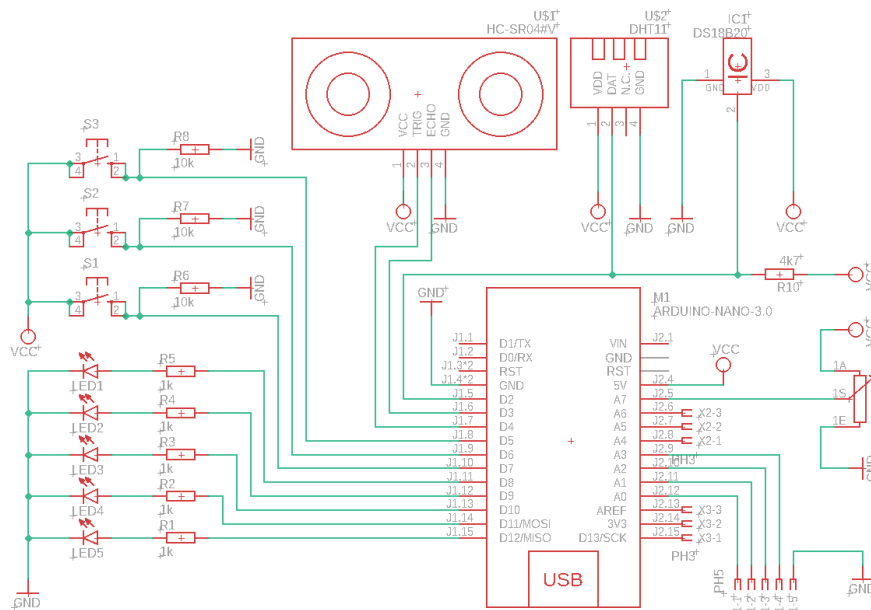 U$1
HC-SR04#V
VCC
TRIG
ECHO
GND
1
2
3
4
VCC
GND
U$2
DHT11
VDD
DAT
N.C.
GND
1
2
3
4
VCC
GND
IC1
DS18B20
IC
1
GND
3
VDD
2
GND
VCC
4k7
R10
S3
3
4
1
2
R8
10k
GND
S2
3
4
1
2
R7
10k
GND
S1
3
4
1
2
R6
10k
GND
VCC
LED1
R5
1k
LED2
R4
1k
LED3
R3
1k
LED4
R2
1k
LED5
R1
1k
GND
GND
M1
ARDUINO-NANO-3.0
J1.1 D1/TX VIN J2.1
J1.2 D0/RX GND
J1.3*2 RST RST
J1.4*2 GND 5V J2.4
J1.5 D2 A7 J2.5
J1.6 D3 A6 J2.6 X2-3
J1.7 D4 A5 J2.7 X2-2
J1.8 D5 A4 J2.8 X2-1
J1.9 D6 A3 J2.9
J1.10 D7 A2 J2.10
J1.11 D8 A1 J2.11
J1.12 D9 A0 J2.12
J1.13 D10 AREF J2.13 X3-3
J1.14 D11/MOSI 3V3 J2.14 X3-2
J1.15 D12/MISO D13/SCK J2.15 X3-1
USB
VCC
PH3
PH3
1A
1S
1E
PH5
GND